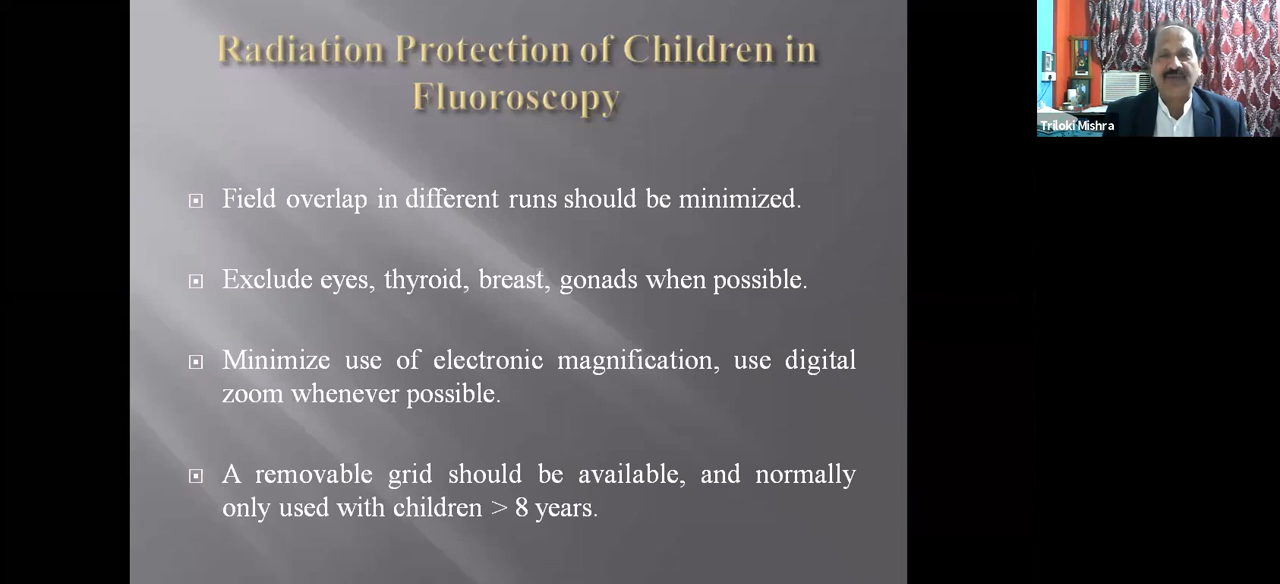 Radiation Protection of Children in
Fluoroscopy
Field overlap in different runs should be minimized.
Exclude eyes, thyroid, breast, gonads when possible.
Minimize use of electronic magnification, use digital
zoom whenever possible.
A removable grid should be available, and normally
only used with children > 8 years.
Triloki Mishra